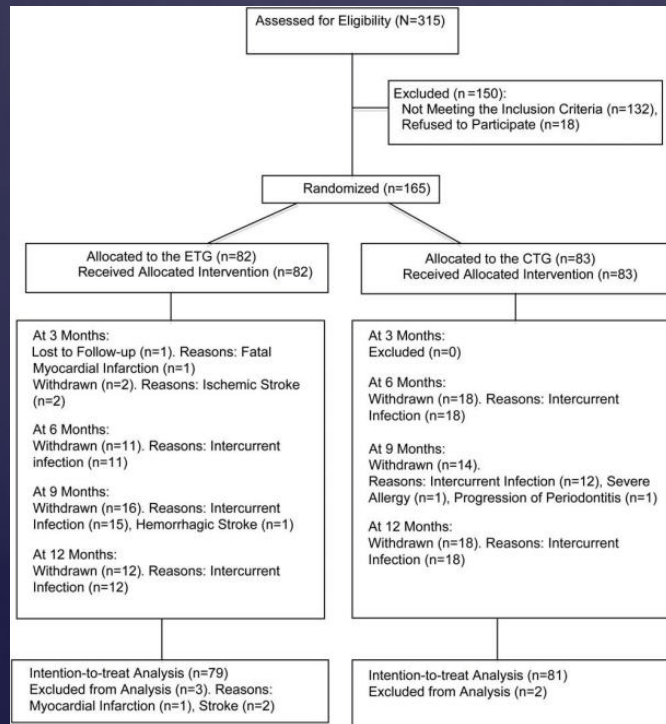 Assessed for Eligibility (N=315)
Excluded (n =150):
Not Meeting the Inclusion Criteria (n=132),
Refused to Participate (n=18)
Randomized (n=165)
Allocated to the ETG (n=82)
Received Allocated Intervention (n=82)
Allocated to the CTG (n=83)
Received Allocated Intervention (n=83)
At 3 Months:
Lost to Follow-up (n=1). Reasons: Fatal
Myocardial Infarction (n=1)
Withdrawn (n=2). Reasons: Ischemic Stroke
(n=2)
At 6 Months:
Withdrawn (n=11). Reasons: Intercurrent
infection (n=11)
At 9 Months:
Withdrawn (n=16). Reasons: Intercurrent
Infection (n=15), Hemorrhagic Stroke (n=1)
At 12 Months:
Withdrawn (n=12). Reasons: Intercurrent
Infection (n=12)
At 3 Months:
Excluded (n=0)
At 6 Months:
Withdrawn (n=18). Reasons: Intercurrent
Infection (n=18)
At 9 Months:
Withdrawn (n=14).
Reasons: Intercurrent Infection (n=12), Severe
Allergy (n=1), Progression of Periodontitis (n=1)
At 12 Months:
Withdrawn (n=18). Reasons: Intercurrent
Infection (n=18)
Intention-to-treat Analysis (n=79)
Excluded from Analysis (n=3). Reasons:
Myocardial Infarction (n=1), Stroke (n=2)
Intention-to-treat Analysis (n=81)
Excluded from Analysis (n=2)